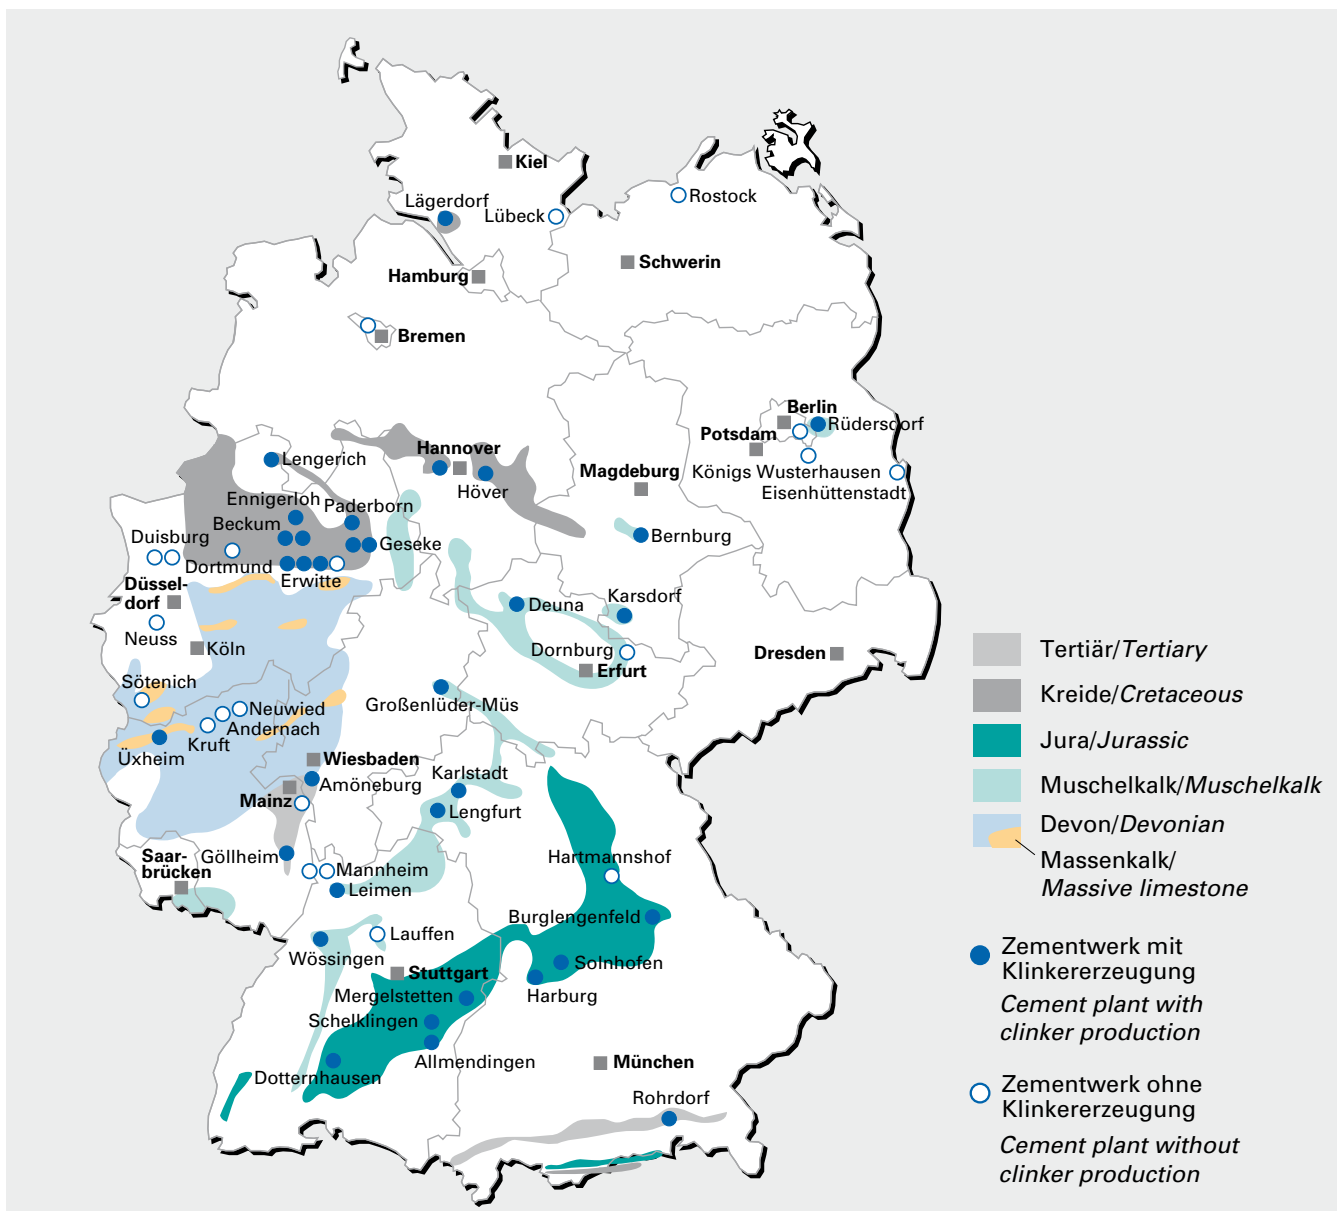 Kiel
Lägerdorf
Lübeck
Rostock
Schwerin
Hamburg
Bremen
Berlin
Rüdersdorf
Potsdam
Königs Wusterhausen
Eisenhüttenstadt
Hannover
Höver
Magdeburg
Lengerich
Ennigerloh
Paderborn
Beckum
Geseke
Duisburg
Dortmund
Erwitte
Bernburg
Düssel-
dorf
Neuss
Köln
Deuna
Karsdorf
Dornburg
Erfurt
Dresden
Sötenich
Neuwied
Andernach
Kruft
Üxheim
Großenlüder-Müs
Wiesbaden
Amöneburg
Mainz
Karlstadt
Lengfurt
Saar-
brücken
Göllheim
Mannheim
Leimen
Hartmannshof
Burglengenfeld
Lauffen
Wössingen
Stuttgart
Solnhofen
Harburg
Mergelstetten
Schelklingen
Allmendingen
Dotternhausen
München
Rohrdorf
Tertiär/Tertiary
Kreide/Cretaceous
Jura/Jurassic
Muschelkalk/Muschelkalk
Devon/Devonian
Massenkalk/
Massive limestone
Zementwerk mit
Klinkererzeugung
Cement plant with
clinker production
Zementwerk ohne
Klinkererzeugung
Cement plant without
clinker production